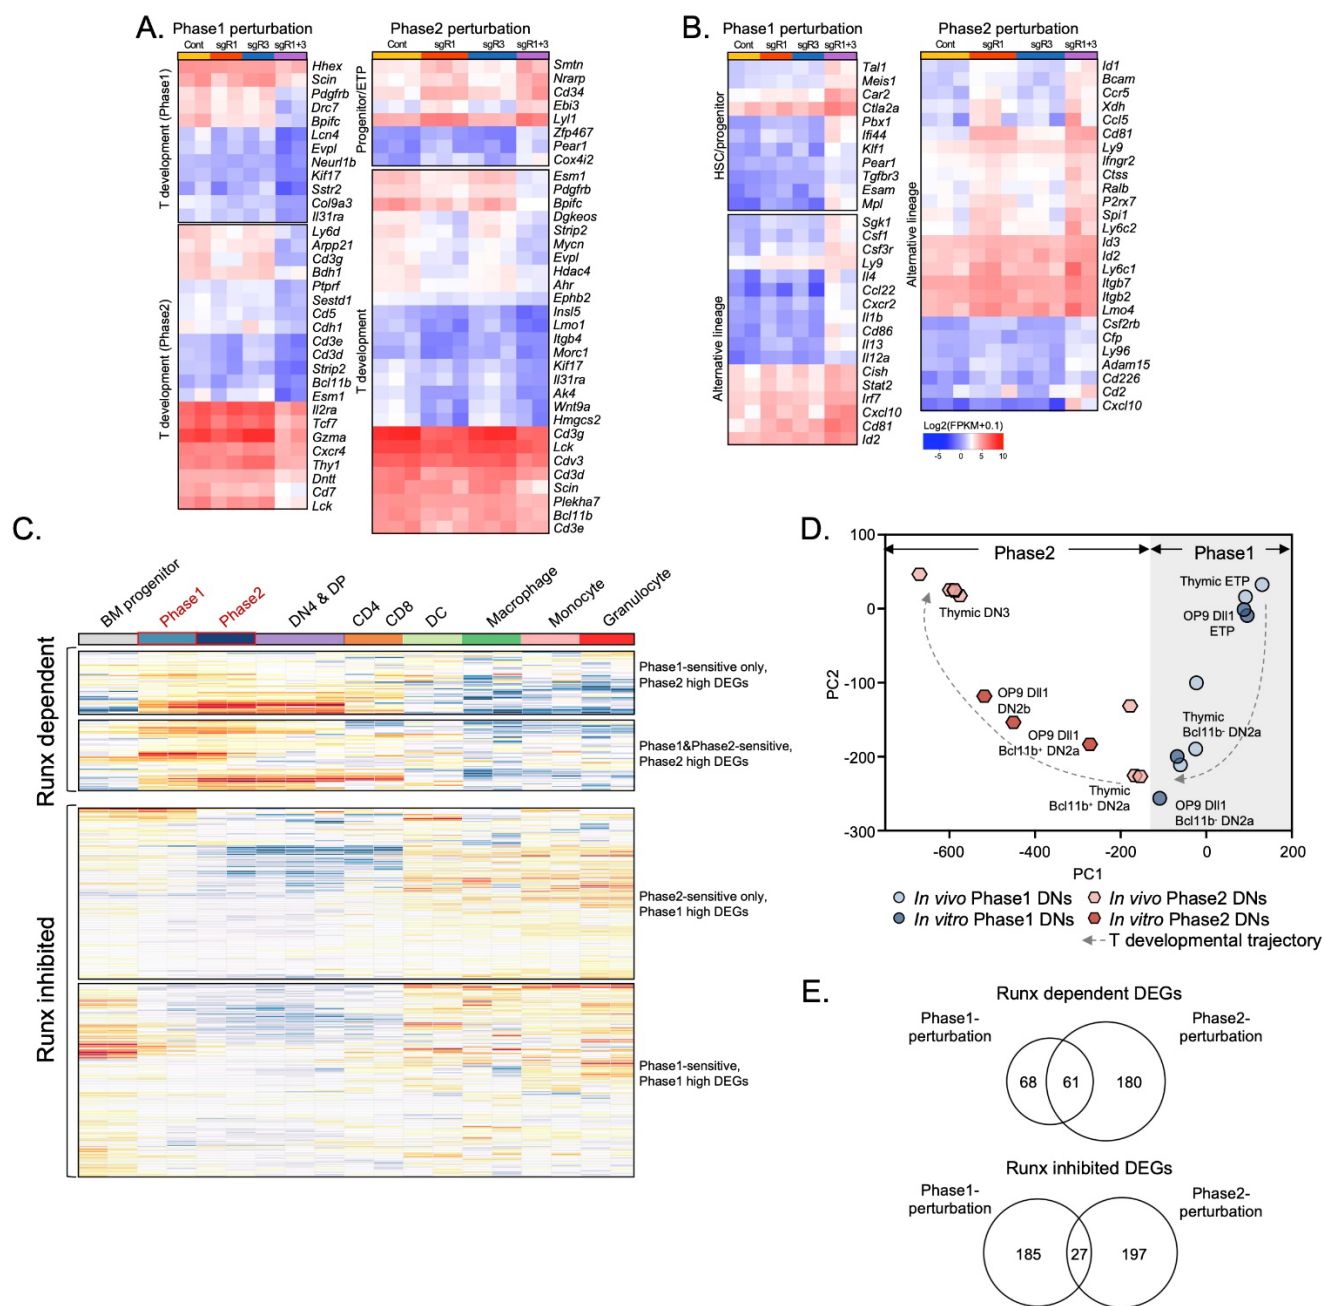 A.
Phase1 perturbation
Cont sgR1 sgR3 sgR1+3
T development (Phase1)
Hhex
Scin
Pdgfrb
Drc7
Bpifc
Lcn4
Evpl
Neurl1b
Kif17
Sstr2
Col9a3
Il31ra
T development (Phase2)
Ly6d
Arpp21
Cd3g
Bdh1
Ptprf
Sestd1
Cd5
Cdh1
Cd3e
Cd3d
Strip2
Bcl11b
Esm1
Il2ra
Tcf7
Gzma
Cxcr4
Thy1
Dntt
Cd7
Lck
Phase2 perturbation
Cont sgR1 sgR3 sgR1+3
Progenitor/ETP
Smtn
Nrarp
Cd34
Ebi3
Lyl1
Zfp467
Pear1
Cox4i2
T development
Esm1
Pdgfrb
Bpifc
Dgkeos
Strip2
Mycn
Evpl
Hdac4
Ahr
Ephb2
Insl5
Lmo1
Itgb4
Morc1
Kif17
Il31ra
Ak4
Wnt9a
Hmgcs2
Cd3g
Lck
Cdv3
Cd3d
Scin
Plekha7
Bcl11b
Cd3e
B.
Phase1 perturbation
Cont sgR1 sgR3 sgR1+3
HSC/progenitor
Tal1
Meis1
Car2
Ctla2a
Pbx1
Ifi44
Klf1
Pear1
Tgfbr3
Esam
Mpl
Alternative lineage
Sgk1
Csf1
Csf3r
Ly9
Il4
Ccl22
Cxcr2
Il1b
Cd86
Il13
Il12a
Cish
Stat2
Irf7
Cxcl10
Cd81
Id2
Phase2 perturbation
Cont sgR1 sgR3 sgR1+3
Alternative lineage
Id1
Bcam
Ccr5
Xdh
Ccl5
Cd81
Ly9
Ifngr2
Ctss
Ralb
P2rx7
Spi1
Ly6c2
Id3
Id2
Ly6c1
Itgb7
Itgb2
Lmo4
Csf2rb
Cfp
Ly96
Adam15
Cd226
Cd2
Cxcl10
Log2(FPKM+0.1)
-5 0 5 10
C.
BM progenitor
Phase1
Phase2
DN4 & DP
CD4
CD8
DC
Macrophage
Monocyte
Granulocyte
Runx dependent
Phase1-sensitive only,
Phase2 high DEGs
Phase1&Phase2-sensitive,
Phase2 high DEGs
Runx inhibited
Phase2-sensitive only,
Phase1 high DEGs
Phase1-sensitive,
Phase1 high DEGs
D.
100
0
-100
-200
-300
PC2
Phase2
Phase1
Thymic ETP
OP9 Dll1
ETP
Thymic DN3
OP9 Dll1
DN2b
OP9 Dll1
Bcl11b+ DN2a
Thymic
Bcl11b- DN2a
Thymic
Bcl11b+ DN2a
OP9 Dll1
Bcl11b- DN2a
-600 -400 -200 0 200
PC1
In vivo Phase1 DNs
In vivo Phase2 DNs
In vitro Phase1 DNs
In vitro Phase2 DNs
T developmental trajectory
E.
Runx dependent DEGs
Phase1-
perturbation
Phase2-
perturbation
68 61 180
Runx inhibited DEGs
Phase1-
perturbation
Phase2-
perturbation
185 27 197